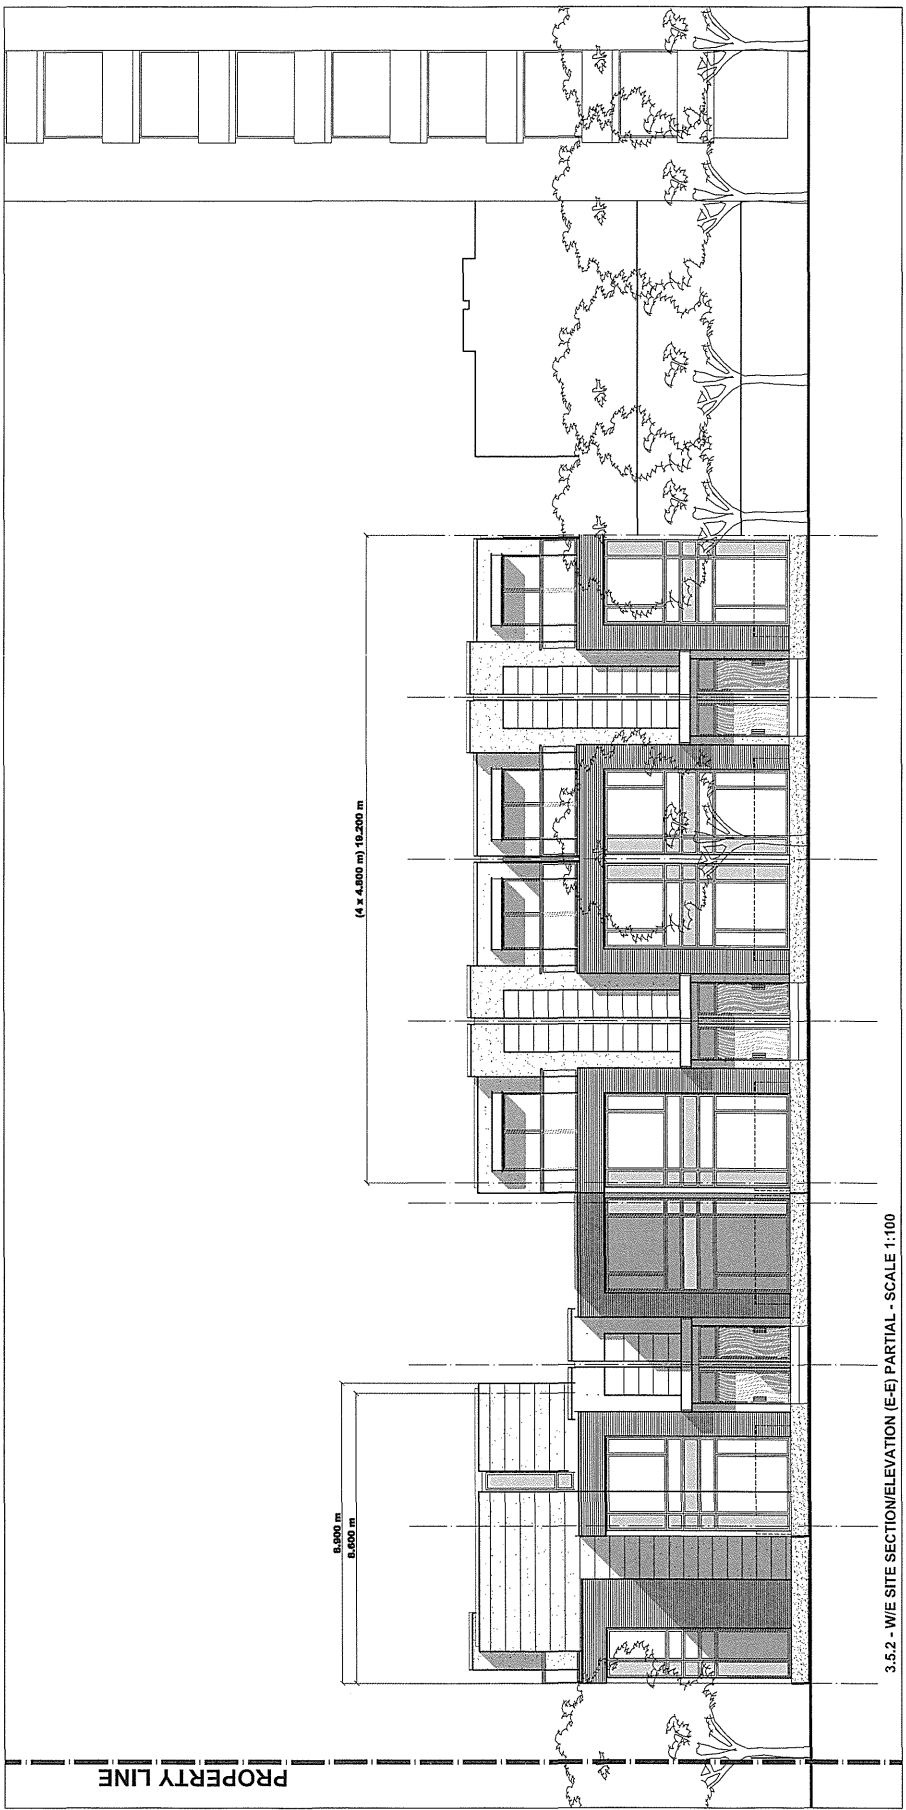 PROPERTY LINE
8.900 m
8.600 m
(4 x 4.800 m) 19.200 m
3.5.2 - W/E SITE SECTION/ELEVATION (E-E) PARTIAL - SCALE 1:100